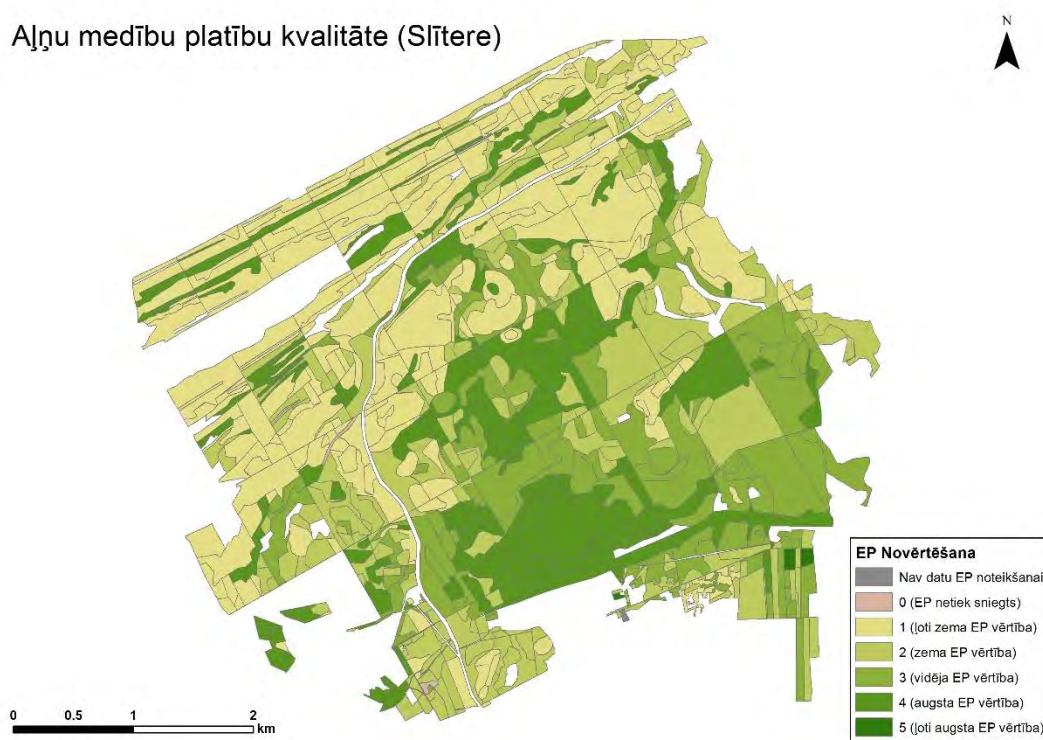 Aļņu medību platību kvalitāte (Slītere)
N
EP Novērtēšana
Nav datu EP noteikšanai
0 (EP netiek sniegts)
1 (ļoti zema EP vērtība)
2 (zema EP vērtība)
3 (vidēja EP vērtība)
4 (augsta EP vērtība)
5 (ļoti augsta EP vērtība)
0 0.5 1 2
km